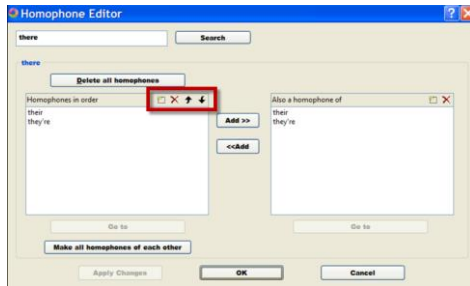 Homophone Editor
there
Search
there
Delete all homophones
Homophones in order
Also a homophone of
their
they're
their
they're
Add >>
<<Add
Go to
Go to
Make all homophones of each other
Apply Changes
OK
Cancel